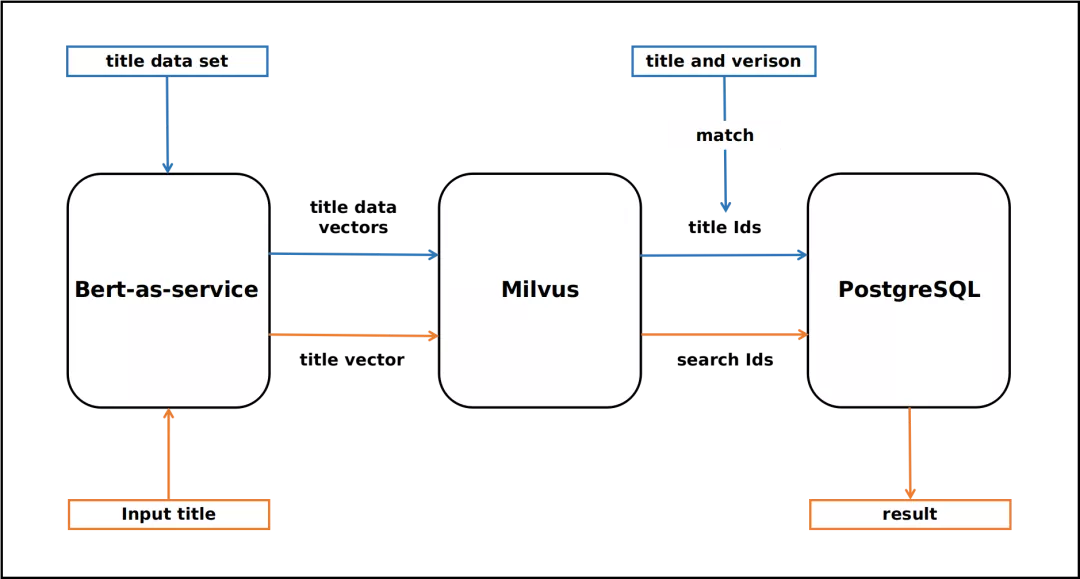 title data set
title and verison
match
title data
vectors
title Ids
Bert-as-service
Milvus
PostgreSQL
title vector
search Ids
Input title
result